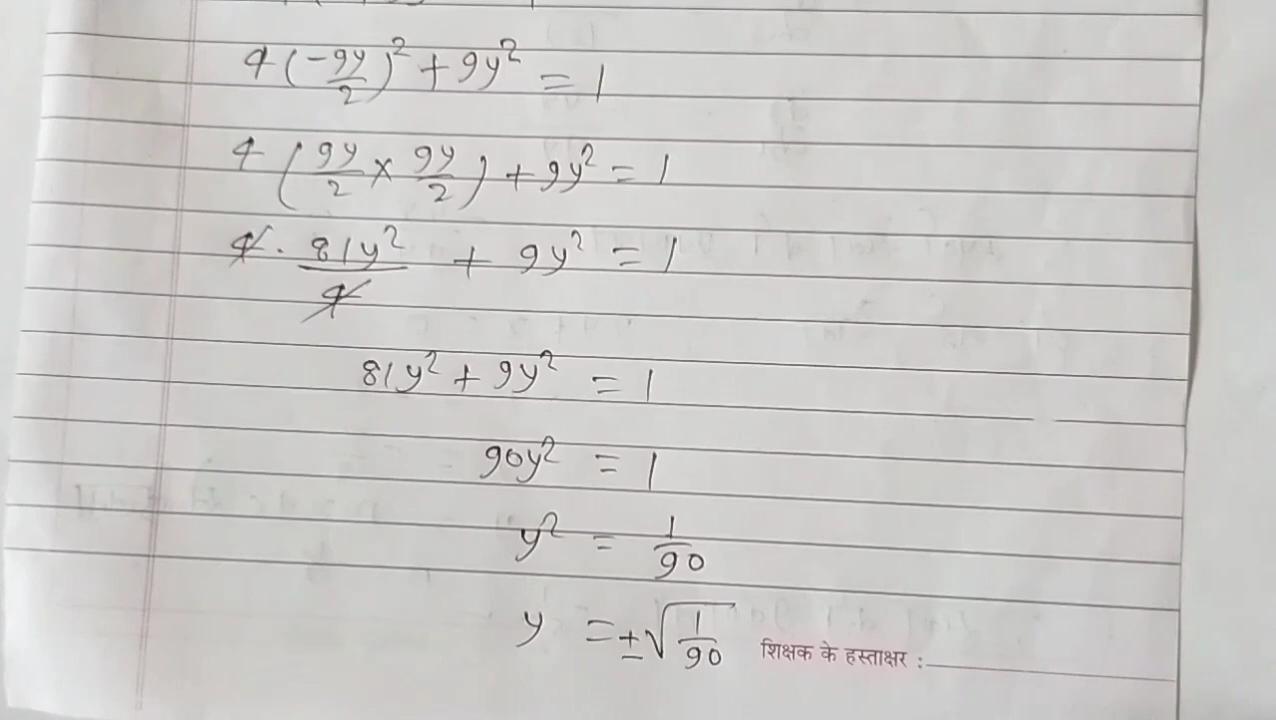 4(-9y/2)² + 9y² = 1
4(9y/2 × 9y/2) + 9y² = 1
4 · 81y²/4 + 9y² = 1
81y² + 9y² = 1
90y² = 1
y² = 1/90
y = ±√(1/90)
शिक्षक के हस्ताक्षर :